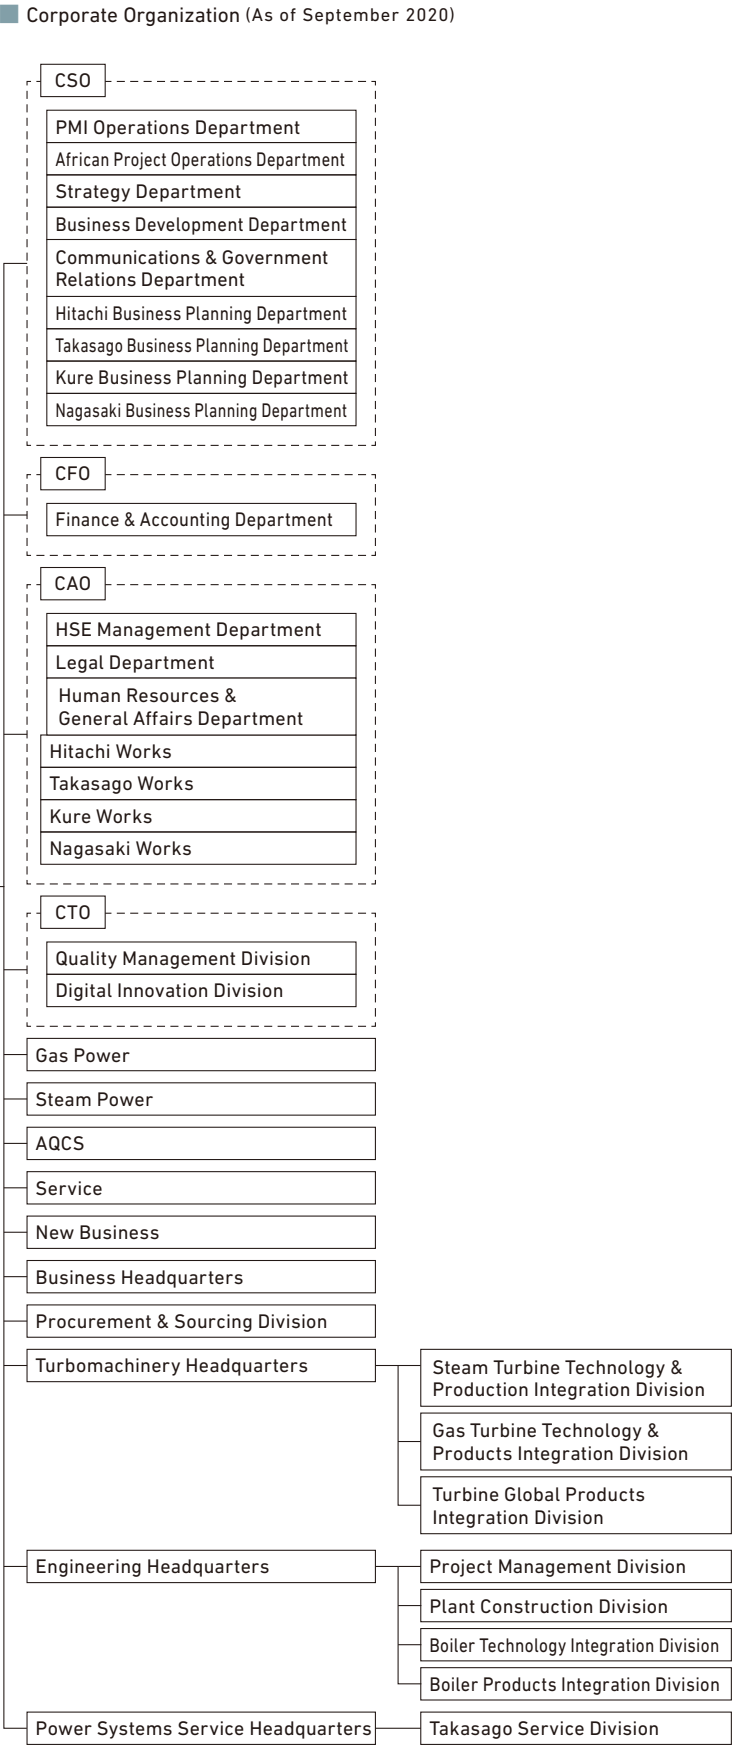 Corporate Organization (As of September 2020)
CSO
PMI Operations Department
African Project Operations Department
Strategy Department
Business Development Department
Communications & Government
Relations Department
Hitachi Business Planning Department
Takasago Business Planning Department
Kure Business Planning Department
Nagasaki Business Planning Department
CFO
Finance & Accounting Department
CAO
HSE Management Department
Legal Department
Human Resources &
General Affairs Department
Hitachi Works
Takasago Works
Kure Works
Nagasaki Works
CTO
Quality Management Division
Digital Innovation Division
Gas Power
Steam Power
AQCS
Service
New Business
Business Headquarters
Procurement & Sourcing Division
Turbomachinery Headquarters
Steam Turbine Technology &
Production Integration Division
Gas Turbine Technology &
Products Integration Division
Turbine Global Products
Integration Division
Engineering Headquarters
Project Management Division
Plant Construction Division
Boiler Technology Integration Division
Boiler Products Integration Division
Power Systems Service Headquarters
Takasago Service Division